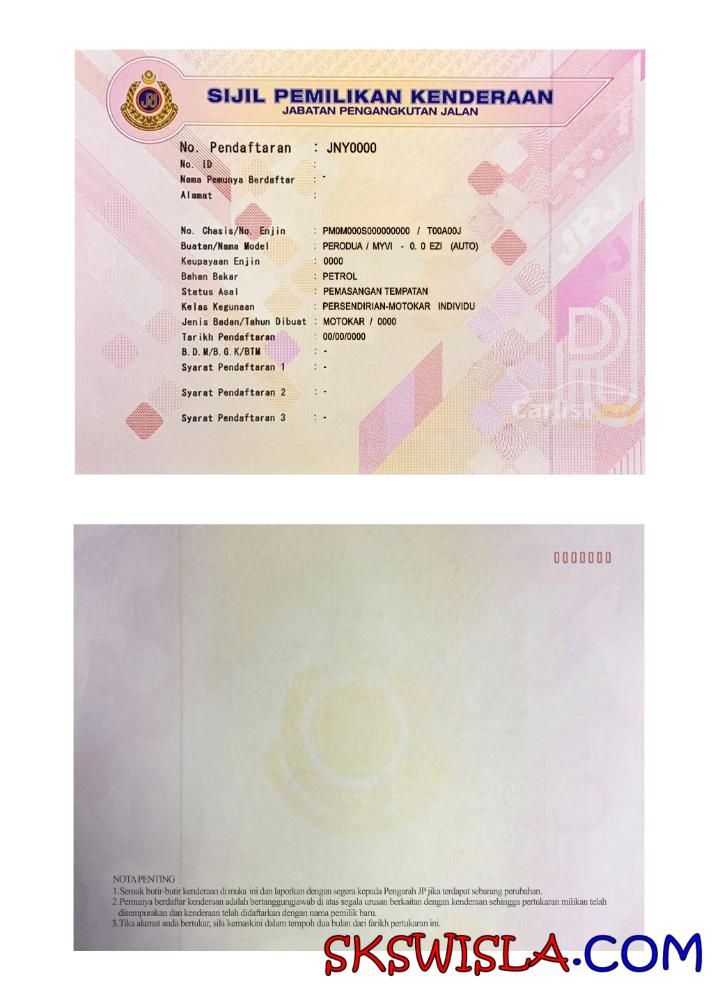 SIJIL PEMILIKAN KENDERAAN
JABATAN PENGANGKUTAN JALAN
No. Pendaftaran : JNY0000
No. ID :
Nama Pemunya Berdaftar : -
Alamat :
No. Chasis/No. Enjin : PM0M000S000000000 / T00A00J
Buatan/Nama Model : PERODUA / MYVI - 0. 0 EZI (AUTO)
Keupayaan Enjin : 0000
Bahan Bakar : PETROL
Status Asal : PEMASANGAN TEMPATAN
Kelas Kegunaan : PERSENDIRIAN-MOTOKAR INDIVIDU
Jenis Badan/Tahun Dibuat : MOTOKAR / 0000
Tarikh Pendaftaran : 00/00/0000
B.D.M/B.G.K/BTM : -
Syarat Pendaftaran 1 : -
Syarat Pendaftaran 2 : -
Syarat Pendaftaran 3 : -
JPJ
Carlist.my
0000000
NOTA PENTING
1.Semak butir-butir kenderaan di muka ini dan laporkan dengan segera kepada Pengarah JP jika terdapat sebarang perubahan.
2.Pemunya berdaftar kenderaan adalah bertanggungjawab di atas segala urusan berkaitan dengan kenderaan sehingga pertukaran milikan telah
disempurakan dan kenderaan telah didaftarkan dengan nama pemilik baru.
3.Tika alamat anda bertukar, sila kemaskini dalam tempoh dua bulan dari farikh pertukaran ini.
SKSWISLA.COM